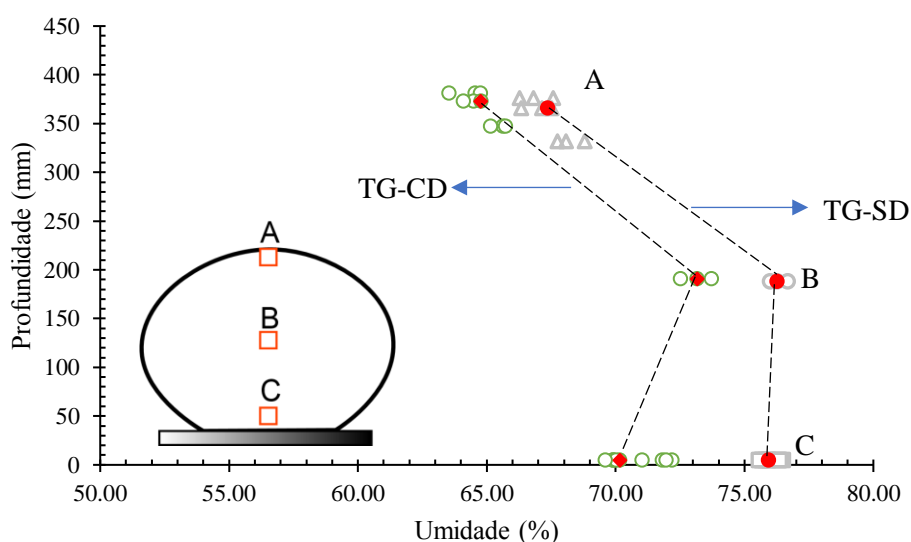 450
400
350
300
250
200
150
100
50
0
Profundidade (mm)
A
TG-CD
TG-SD
B
C
A
B
C
50.00 55.00 60.00 65.00 70.00 75.00 80.00
Umidade (%)